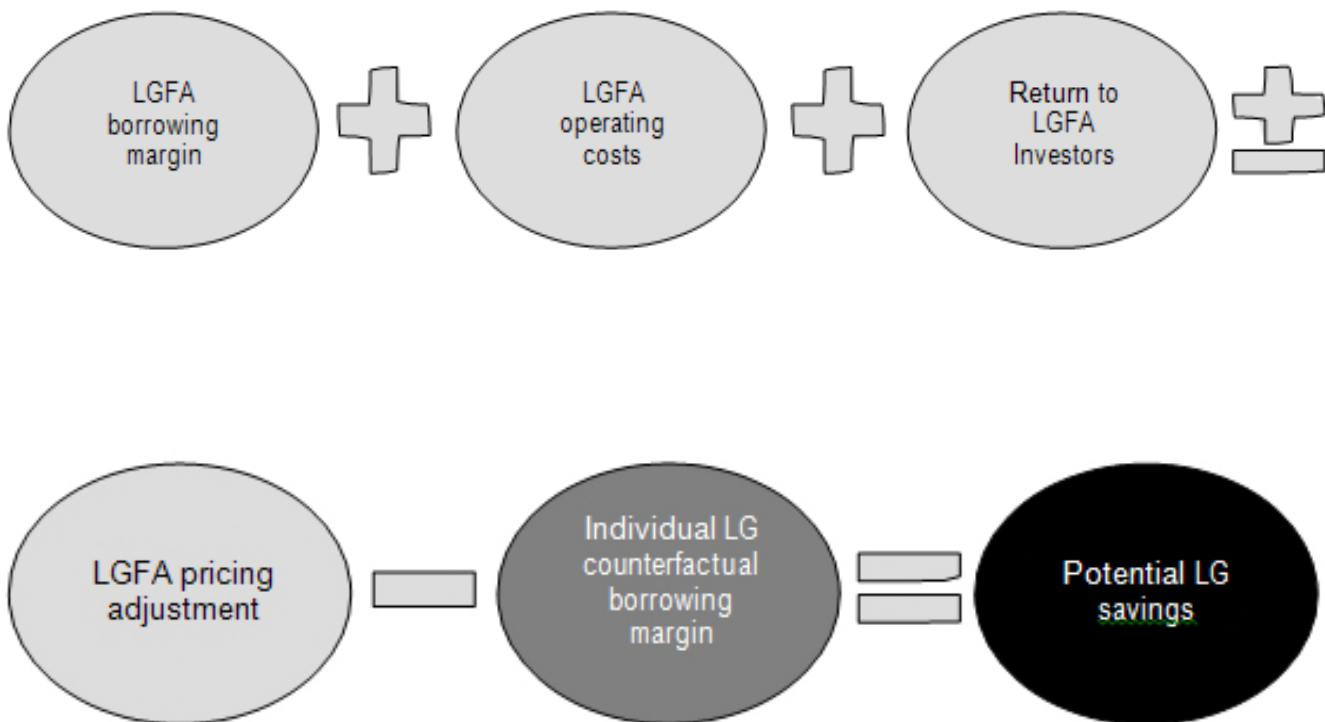 LGFA
borrowing
margin
LGFA
operating
costs
Return to
LGFA
Investors
LGFA pricing
adjustment
Individual LG
counterfactual
borrowing
margin
Potential LG
savings